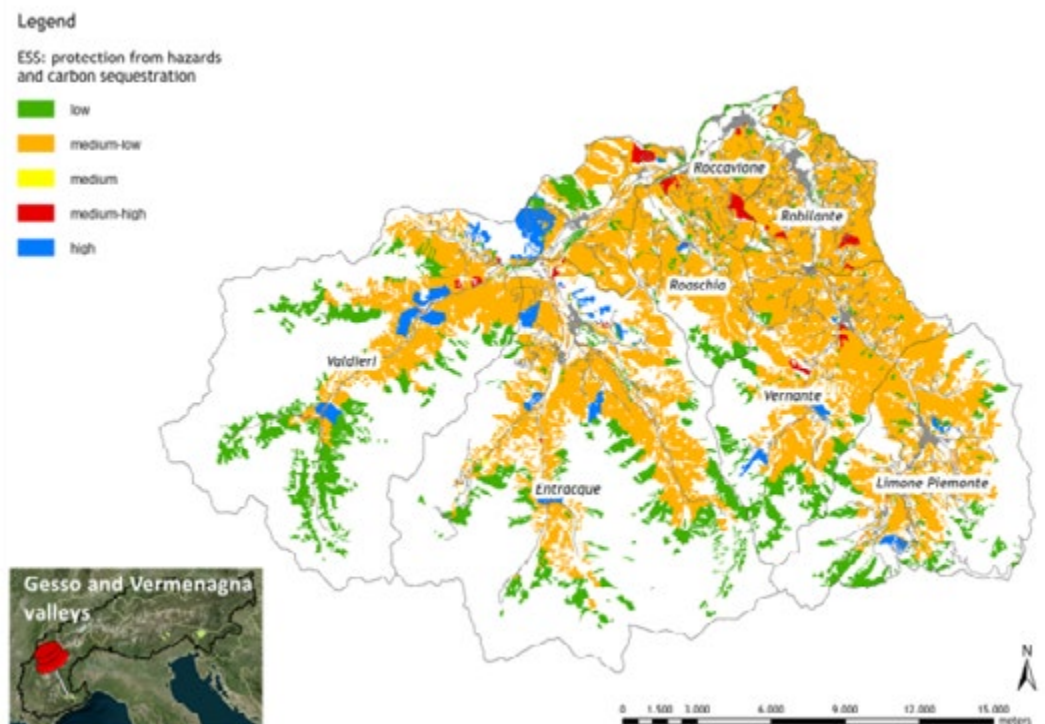 Legend
ESS: protection from hazards
and carbon sequestration
low
medium-low
medium
medium-high
high
Roccavione
Robilante
Roaschia
Valdieri
Vernante
Entracque
Limone Piemonte
Gesso and Vermenagna
valleys
N
0 1.500 3.000 6.000 9.000 12.000 15.000
meters